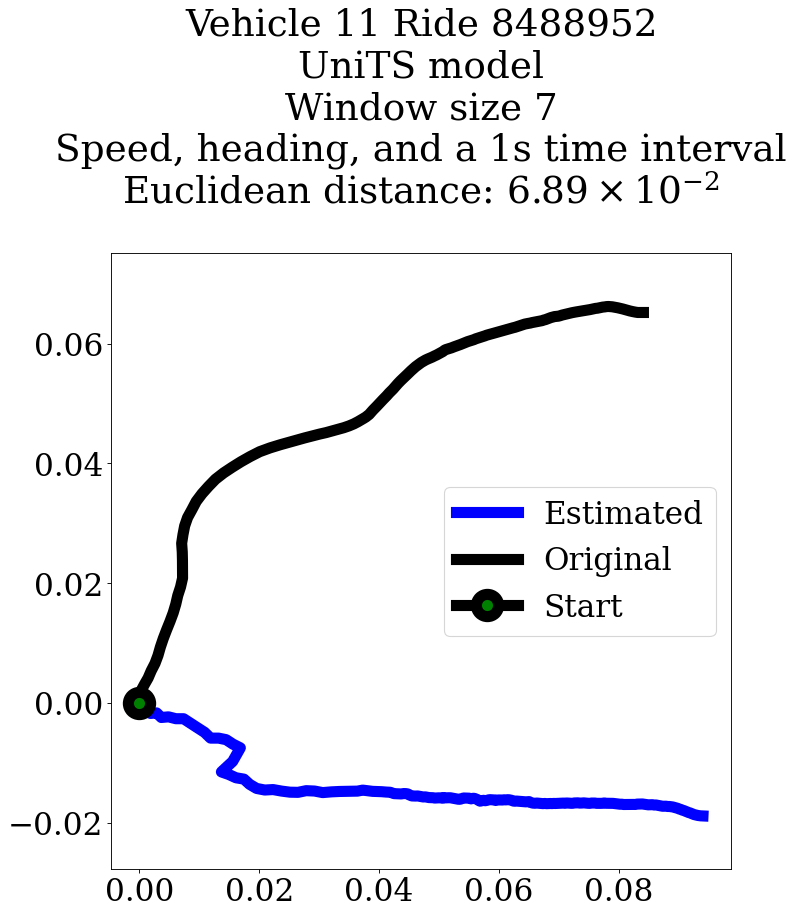 Vehicle 11 Ride 8488952
UniTS model
Window size 7
Speed, heading, and a 1s time interval
Euclidean distance: 6.89 × 10⁻²
0.06
0.04
0.02
0.00
−0.02
Estimated
Original
Start
0.00 0.02 0.04 0.06 0.08